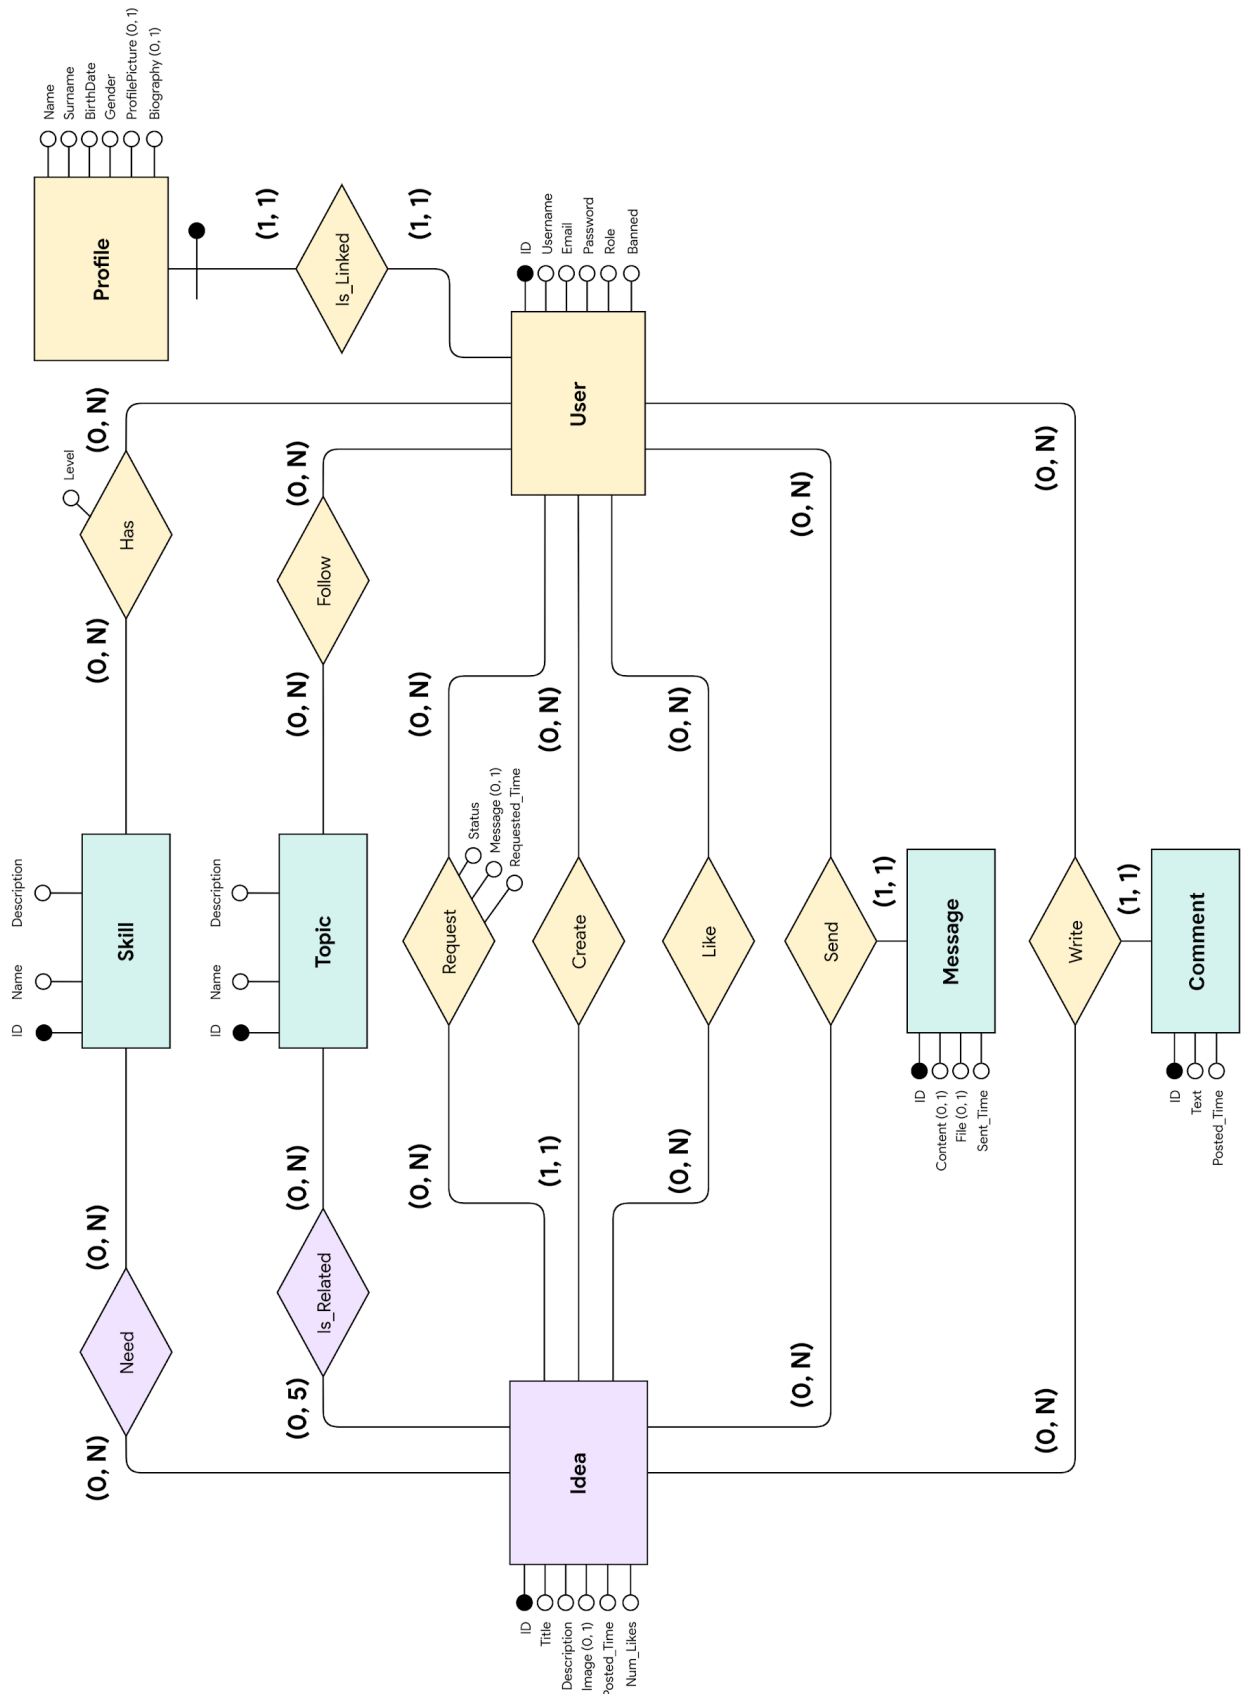 Name
Surname
BirthDate
Gender
ProfilePicture (0, 1)
Biography (0, 1)
Profile
(1, 1)
Is_Linked
(1, 1)
ID
Username
Email
Password
Role
Banned
User
(0, N)
Level
Has
(0, N)
(0, N)
Follow
(0, N)
(0, N)
(0, N)
(0, N)
(0, N)
(0, N)
Description
Name
ID
Skill
Description
Name
ID
Topic
Status
Message (0, 1)
Requested_Time
Request
Create
Like
Send
(1, 1)
Message
ID
Content (0, 1)
File (0, 1)
Sent_Time
Write
(1, 1)
Comment
ID
Text
Posted_Time
(0, N)
Need
(0, N)
(0, N)
Is_Related
(0, 5)
(0, N)
(1, 1)
(0, N)
(0, N)
(0, N)
Idea
ID
Title
Description
Image (0, 1)
Posted_Time
Num_Likes